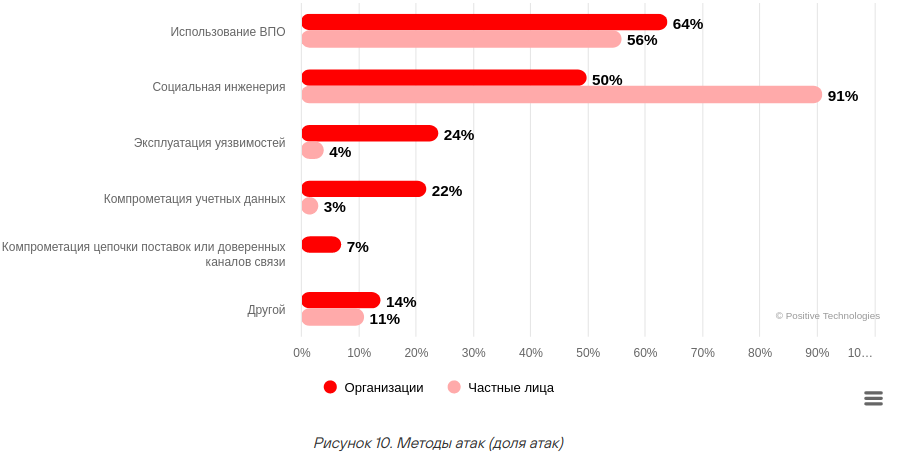 Использование ВПО
64%
56%
Социальная инженерия
50%
91%
Эксплуатация уязвимостей
24%
4%
Компрометация учетных данных
22%
3%
Компрометация цепочки поставок или доверенных
каналов связи
7%
Другой
14%
11%
© Positive Technologies
0% 10% 20% 30% 40% 50% 60% 70% 80% 90% 10…
Организации Частные лица
Рисунок 10. Методы атак (доля атак)